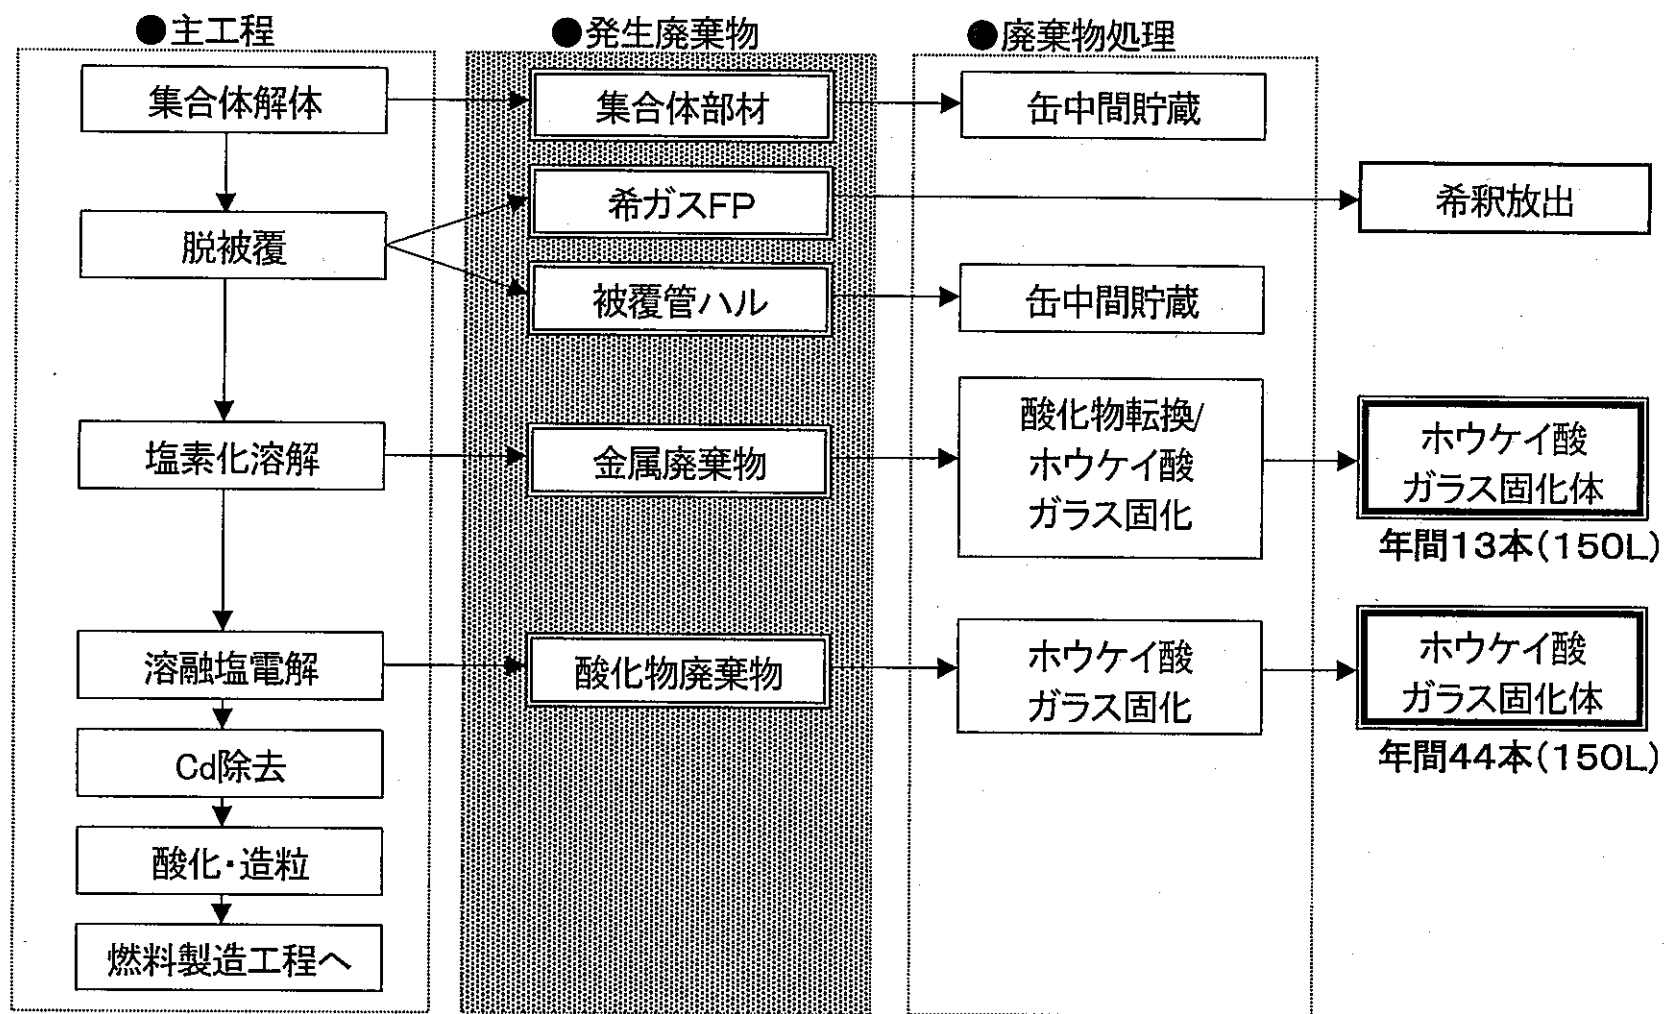 ●主工程
●発生廃棄物
●廃棄物処理
集合体解体
集合体部材
缶中間貯蔵
希ガスFP
希釈放出
脱被覆
被覆管ハル
缶中間貯蔵
塩素化溶解
金属廃棄物
酸化物転換/
ホウケイ酸
ガラス固化
ホウケイ酸
ガラス固化体
年間13本(150L)
溶融塩電解
酸化物廃棄物
ホウケイ酸
ガラス固化
ホウケイ酸
ガラス固化体
年間44本(150L)
Cd除去
酸化・造粒
燃料製造工程へ